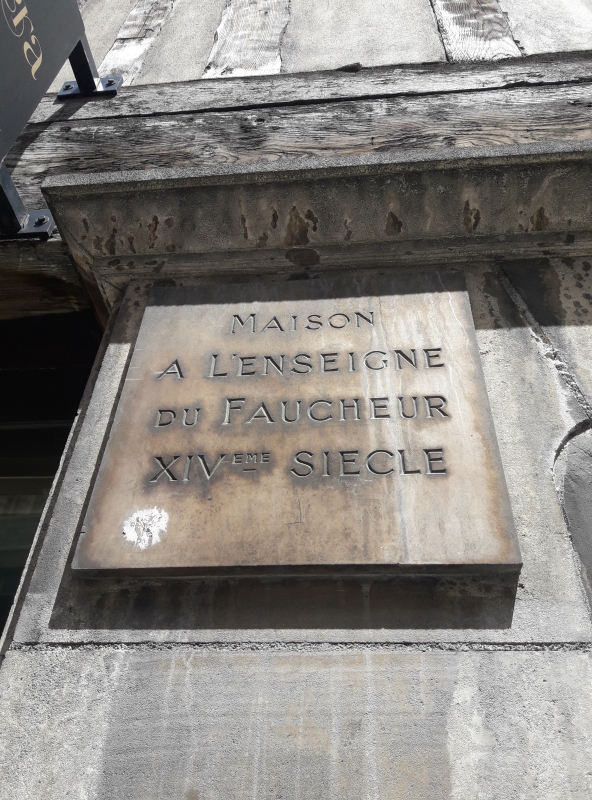 MAISON
A L'ENSEIGNE
DU FAUCHEUR
XIVEME SIECLE